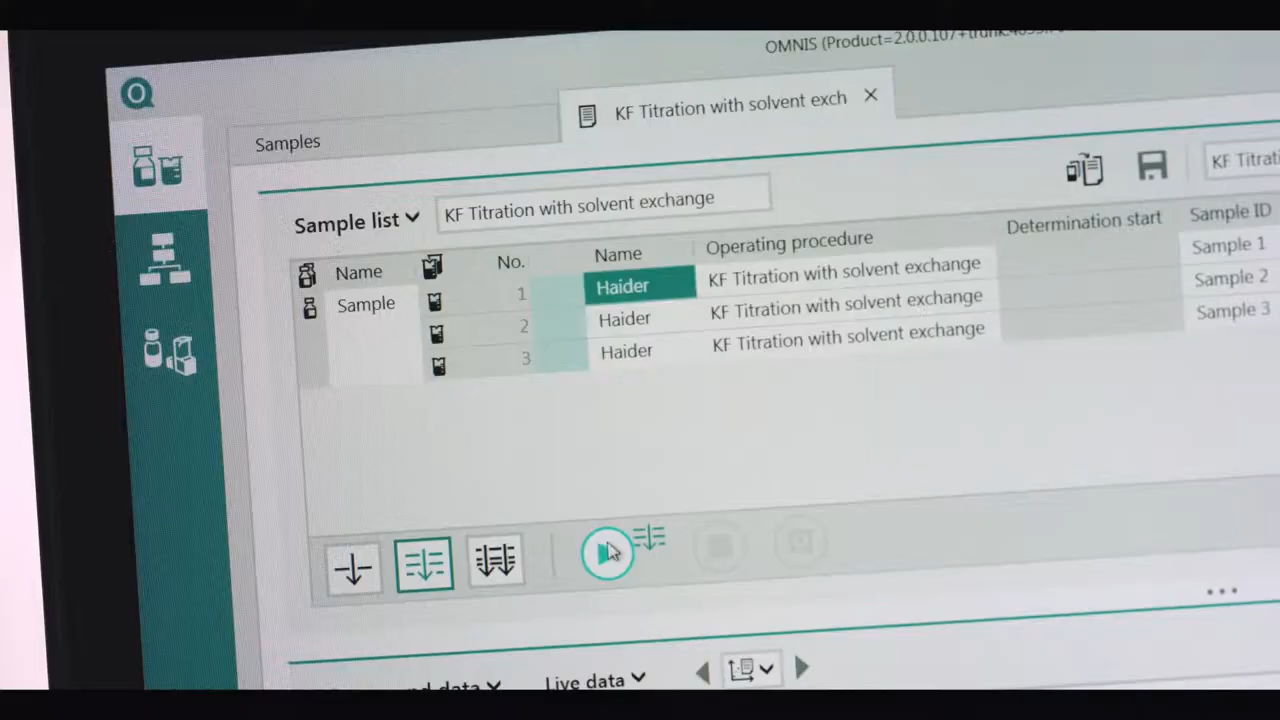 OMNIS (Product=2.0.0.107+trunk
KF Titration with solvent exch
Samples
Sample list
KF Titration with solvent exchange
KF Titrati
Name
No.
Name
Operating procedure
Determination start
Sample ID
Sample
1
Haider
KF Titration with solvent exchange
Sample 1
2
Haider
KF Titration with solvent exchange
Sample 2
3
Haider
KF Titration with solvent exchange
Sample 3
data
Live data